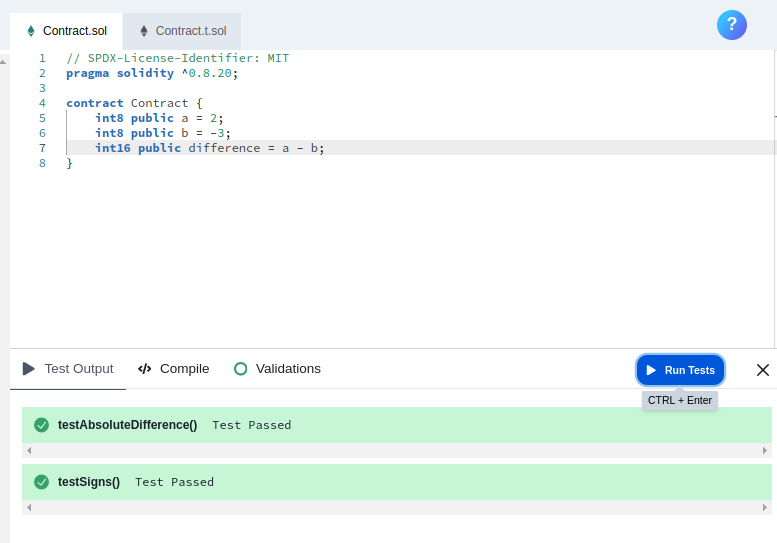 Contract.sol
Contract.t.sol
?
1 // SPDX-License-Identifier: MIT
2 pragma solidity ^0.8.20;
3
4 contract Contract {
5 int8 public a = 2;
6 int8 public b = -3;
7 int16 public difference = a - b;
8 }
Test Output
Compile
Validations
Run Tests
CTRL + Enter
testAbsoluteDifference() Test Passed
testSigns() Test Passed